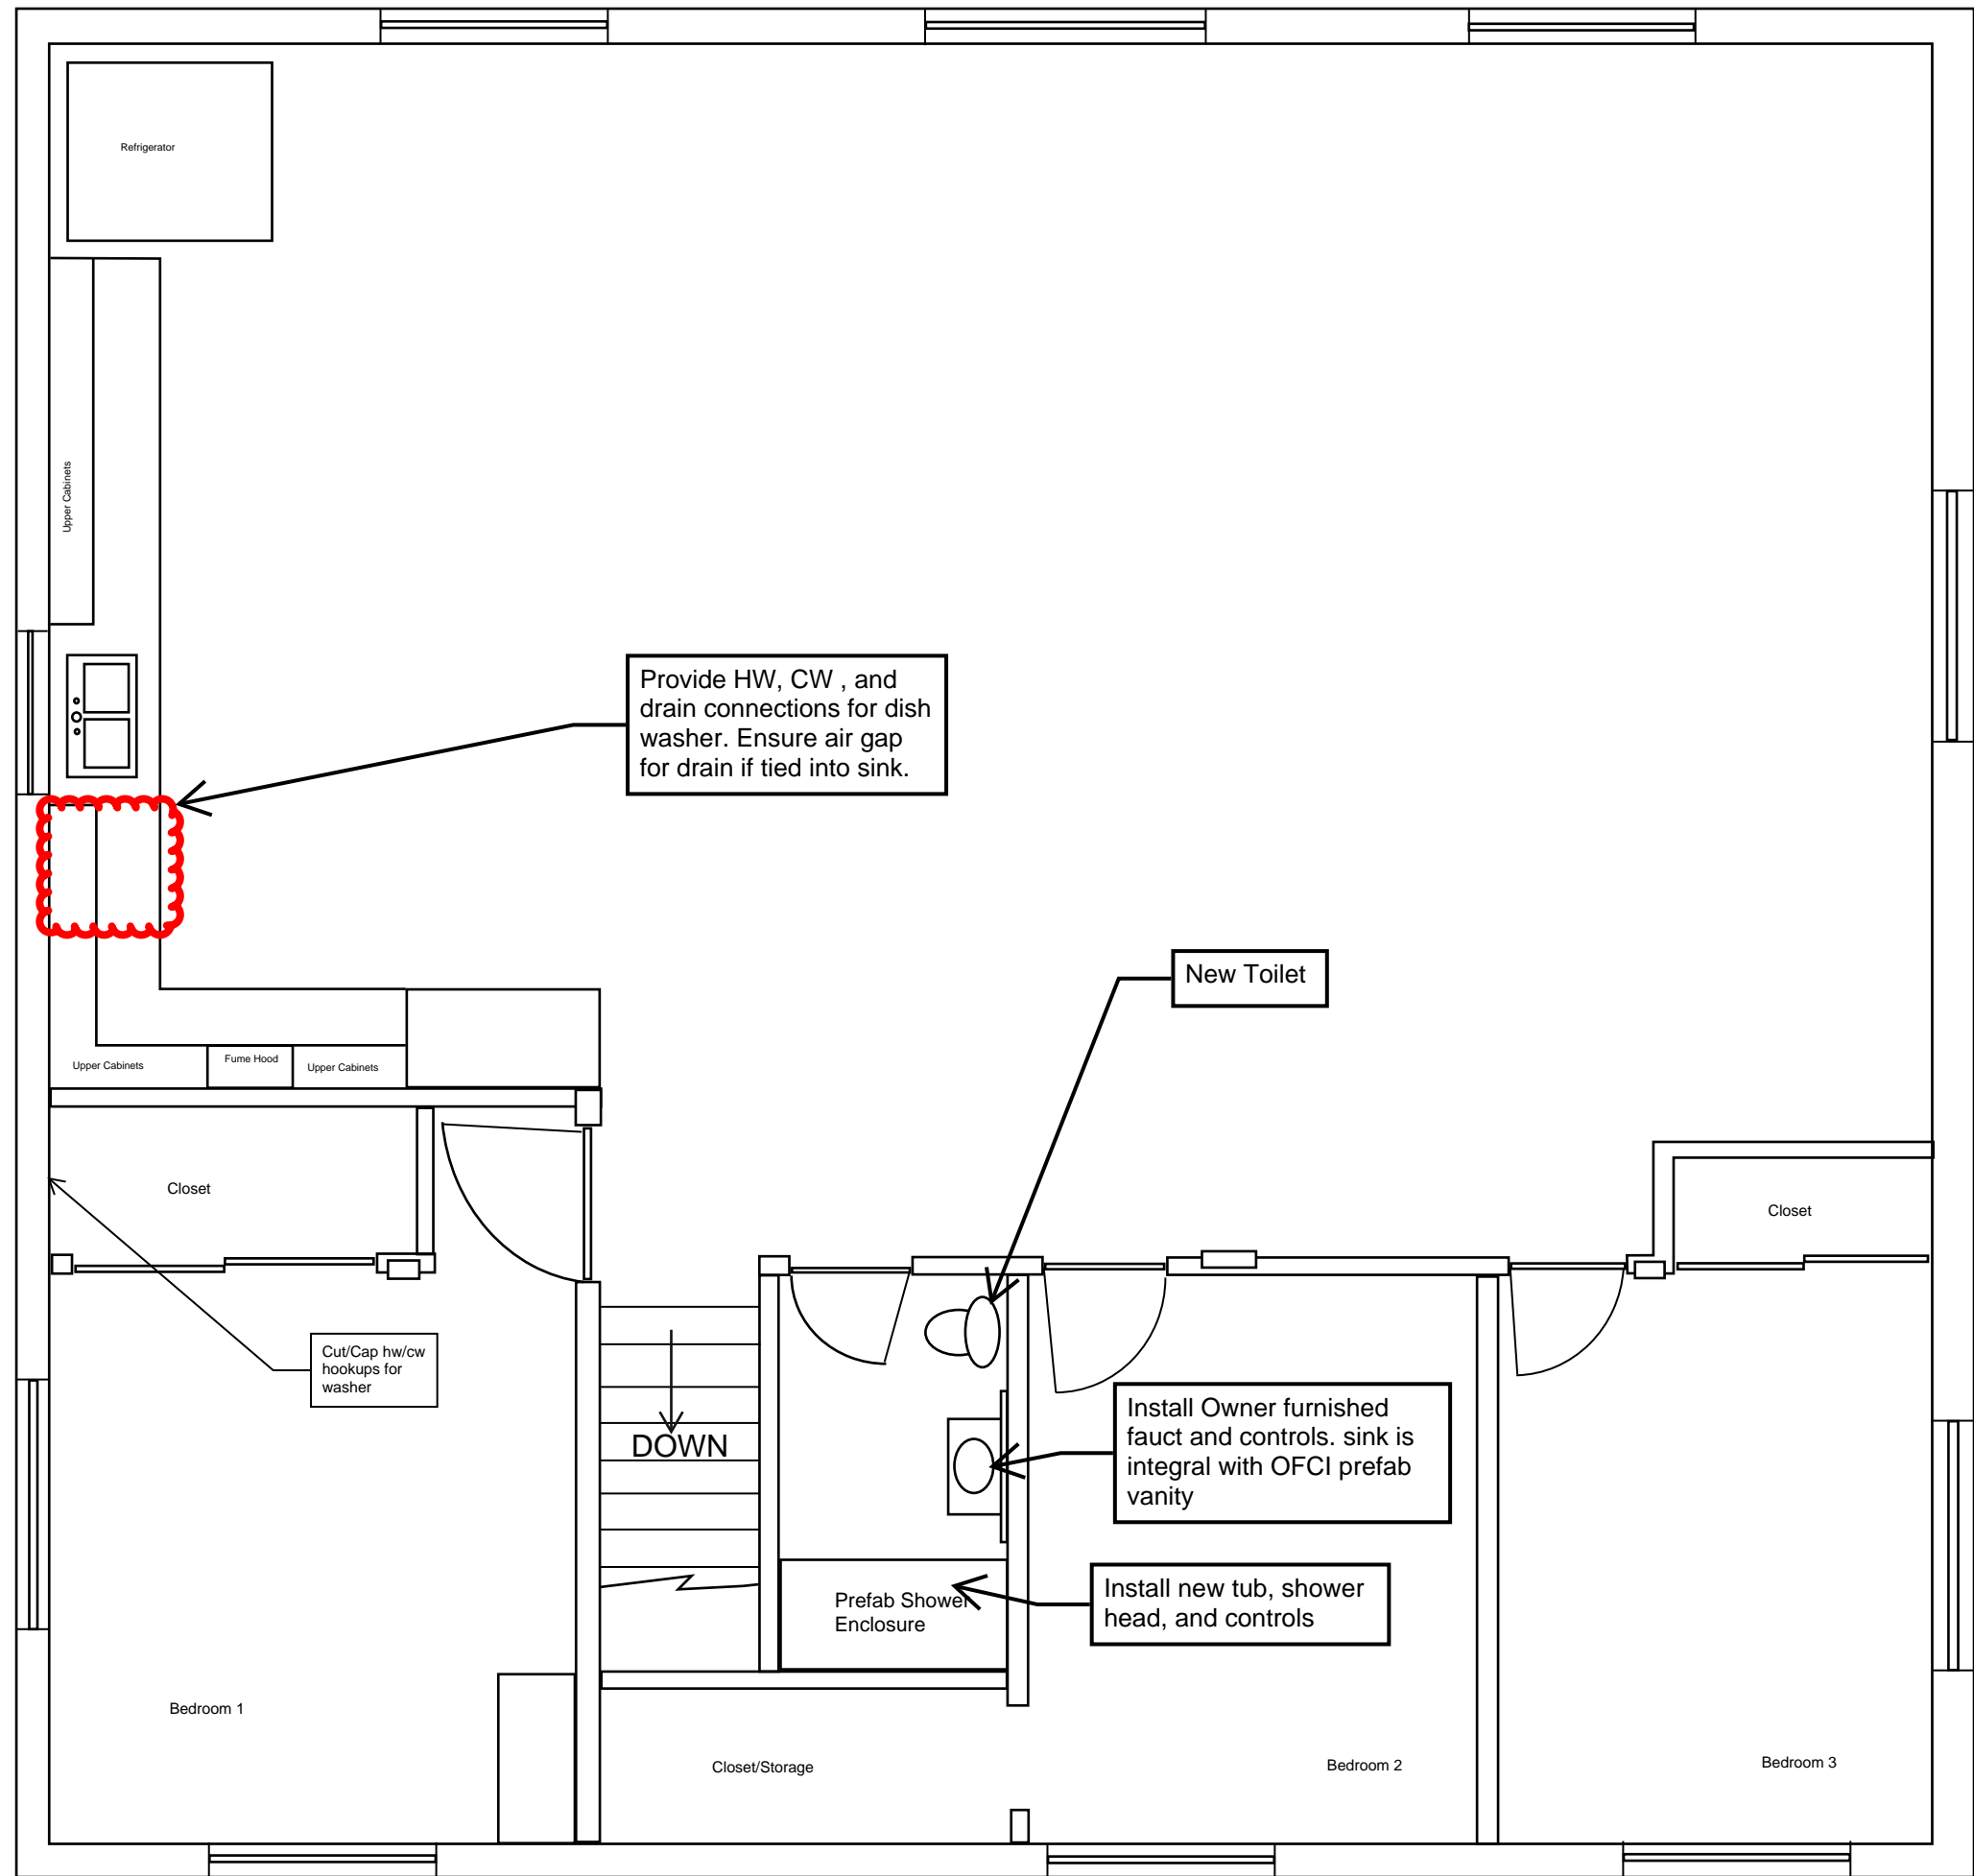 Refrigerator
Upper Cabinets
Provide HW, CW , and
drain connections for dish
washer. Ensure air gap
for drain if tied into sink.
New Toilet
Upper Cabinets
Fume Hood
Upper Cabinets
Closet
Closet
Cut/Cap hw/cw
hookups for
washer
DOWN
Install Owner furnished
fauct and controls. sink is
integral with OFCI prefab
vanity
Prefab Shower
Enclosure
Install new tub, shower
head, and controls
Bedroom 1
Closet/Storage
Bedroom 2
Bedroom 3